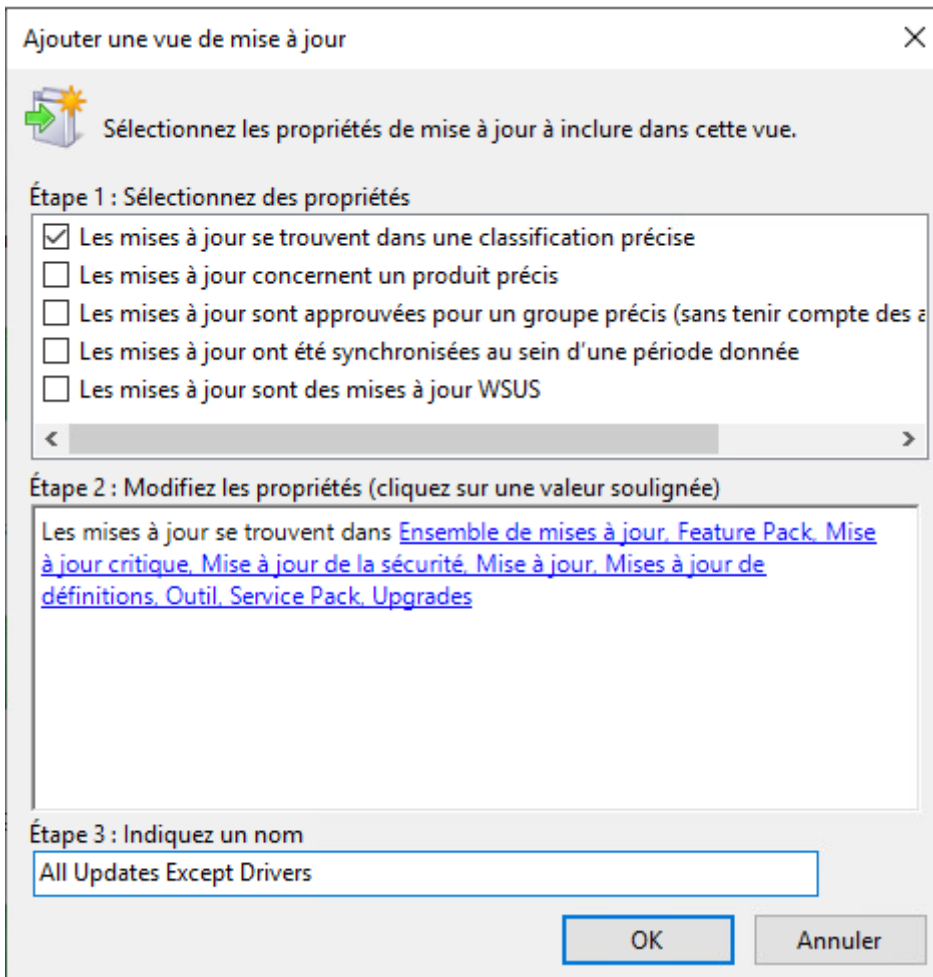 Ajouter une vue de mise à jour
Sélectionnez les propriétés de mise à jour à inclure dans cette vue.
Étape 1 : Sélectionnez des propriétés
Les mises à jour se trouvent dans une classification précise
Les mises à jour concernent un produit précis
Les mises à jour sont approuvées pour un groupe précis (sans tenir compte des a
Les mises à jour ont été synchronisées au sein d'une période donnée
Les mises à jour sont des mises à jour WSUS
Étape 2 : Modifiez les propriétés (cliquez sur une valeur soulignée)
Les mises à jour se trouvent dans Ensemble de mises à jour, Feature Pack, Mise
à jour critique, Mise à jour de la sécurité, Mise à jour, Mises à jour de
définitions, Outil, Service Pack, Upgrades
Étape 3 : Indiquez un nom
All Updates Except Drivers
OK
Annuler